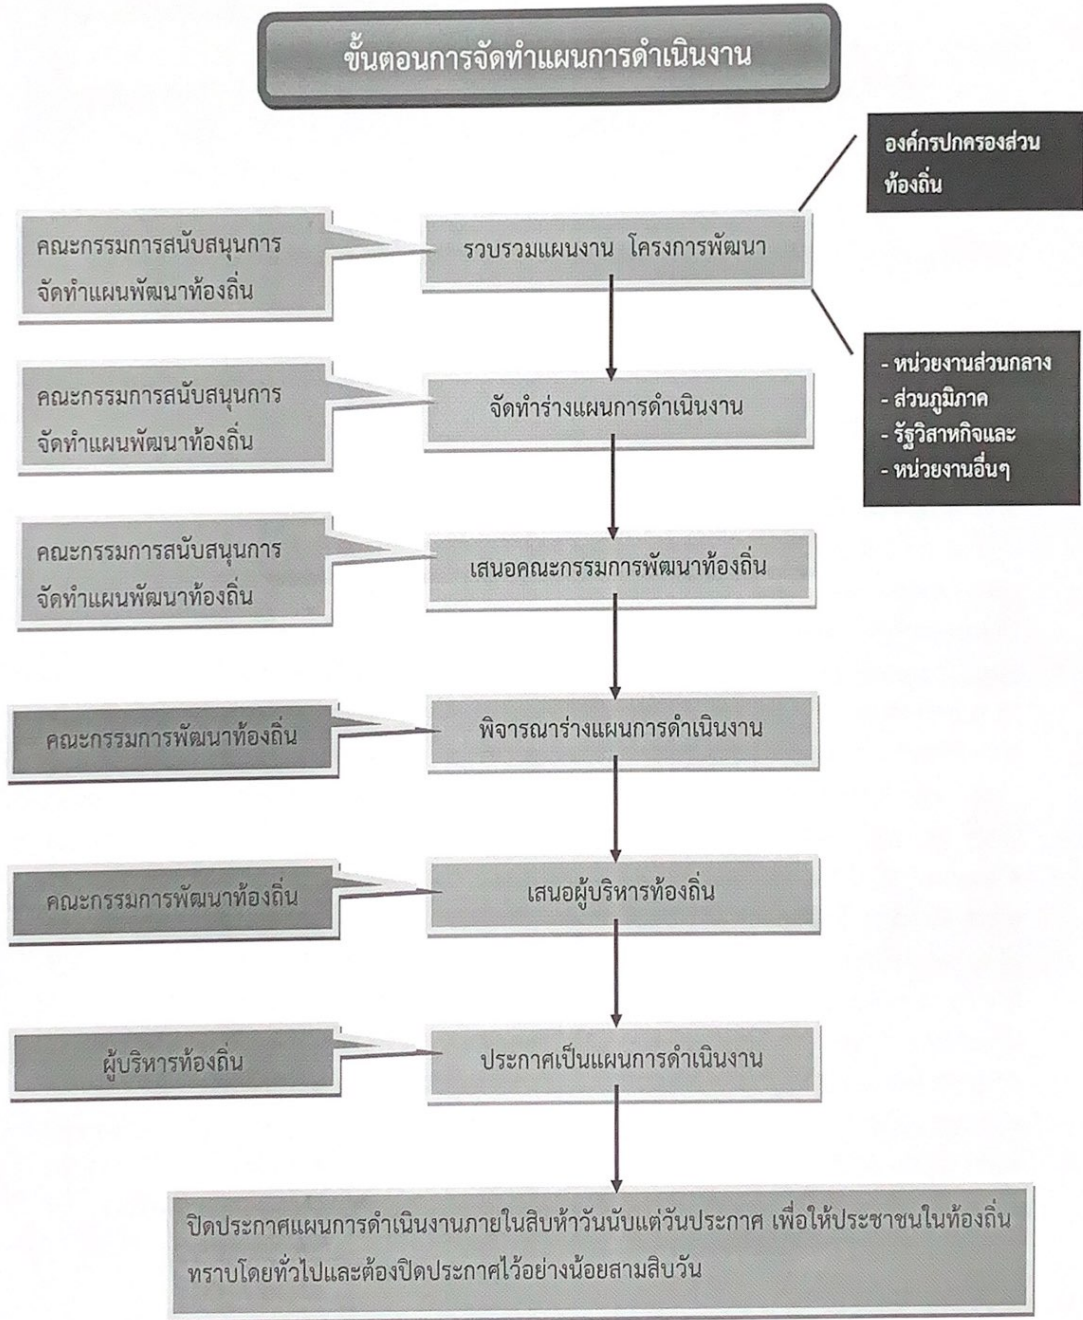 ขั้นตอนการจัดทำแผนการดำเนินงาน
องค์กรปกครองส่วน
ท้องถิ่น
คณะกรรมการสนับสนุนการ
จัดทำแผนพัฒนาท้องถิ่น
รวบรวมแผนงาน โครงการพัฒนา
- หน่วยงานส่วนกลาง
- ส่วนภูมิภาค
- รัฐวิสาหกิจและ
- หน่วยงานอื่นๆ
คณะกรรมการสนับสนุนการ
จัดทำแผนพัฒนาท้องถิ่น
จัดทำร่างแผนการดำเนินงาน
คณะกรรมการสนับสนุนการ
จัดทำแผนพัฒนาท้องถิ่น
เสนอคณะกรรมการพัฒนาท้องถิ่น
คณะกรรมการพัฒนาท้องถิ่น
พิจารณาร่างแผนการดำเนินงาน
คณะกรรมการพัฒนาท้องถิ่น
เสนอผู้บริหารท้องถิ่น
ผู้บริหารท้องถิ่น
ประกาศเป็นแผนการดำเนินงาน
ปิดประกาศแผนการดำเนินงานภายในสิบห้าวันนับแต่วันประกาศ เพื่อให้ประชาชนในท้องถิ่น
ทราบโดยทั่วไปและต้องปิดประกาศไว้อย่างน้อยสามสิบวัน